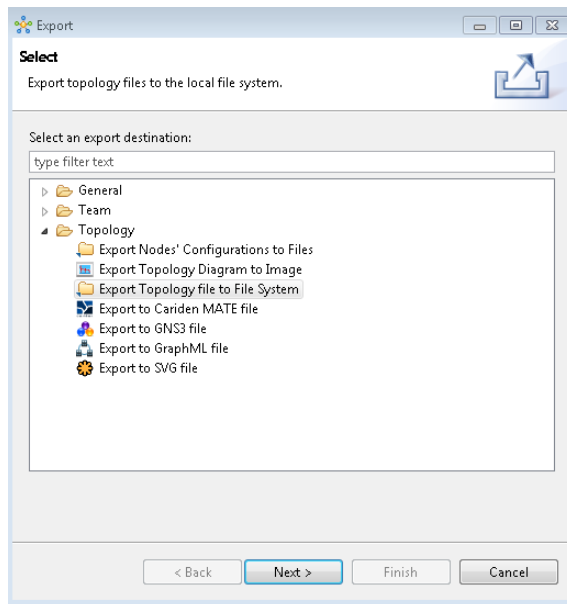 Export
Select
Export topology files to the local file system.
Select an export destination:
type filter text
General
Team
Topology
Export Nodes' Configurations to Files
Export Topology Diagram to Image
Export Topology file to File System
Export to Cariden MATE file
Export to GNS3 file
Export to GraphML file
Export to SVG file
< Back Next > Finish Cancel